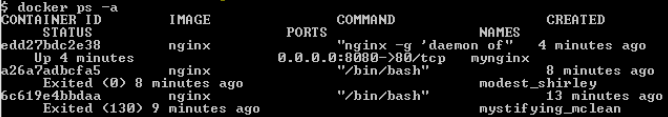 $ docker ps -a
CONTAINER ID IMAGE COMMAND CREATED
STATUS PORTS NAMES
edd27bdc2e38 nginx "nginx -g 'daemon of" 4 minutes ago
Up 4 minutes 0.0.0.0:8080->80/tcp mynginx
a26a7adbcfa5 nginx "/bin/bash" 8 minutes ago
Exited (0) 8 minutes ago modest_shirley
6c619e4bbdaa nginx "/bin/bash" 13 minutes ago
Exited (130) 9 minutes ago mystifying_mclean